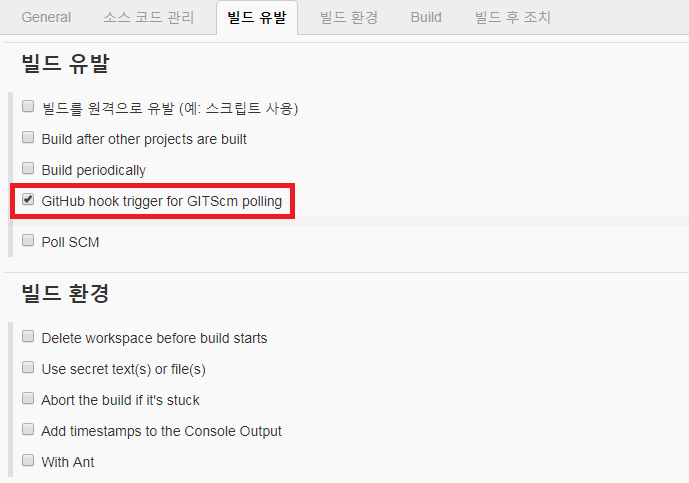 General 소스 코드 관리 빌드 유발 빌드 환경 Build 빌드 후 조치
빌드 유발
빌드를 원격으로 유발 (예: 스크립트 사용)
Build after other projects are built
Build periodically
GitHub hook trigger for GITScm polling
Poll SCM
빌드 환경
Delete workspace before build starts
Use secret text(s) or file(s)
Abort the build if it's stuck
Add timestamps to the Console Output
With Ant